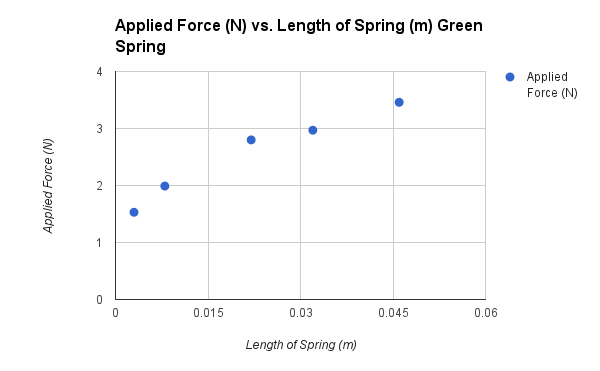 Applied Force (N) vs. Length of Spring (m) Green
Spring
Applied
Force (N)
Applied Force (N)
4
3
2
1
0
0
0.015
0.03
0.045
0.06
Length of Spring (m)